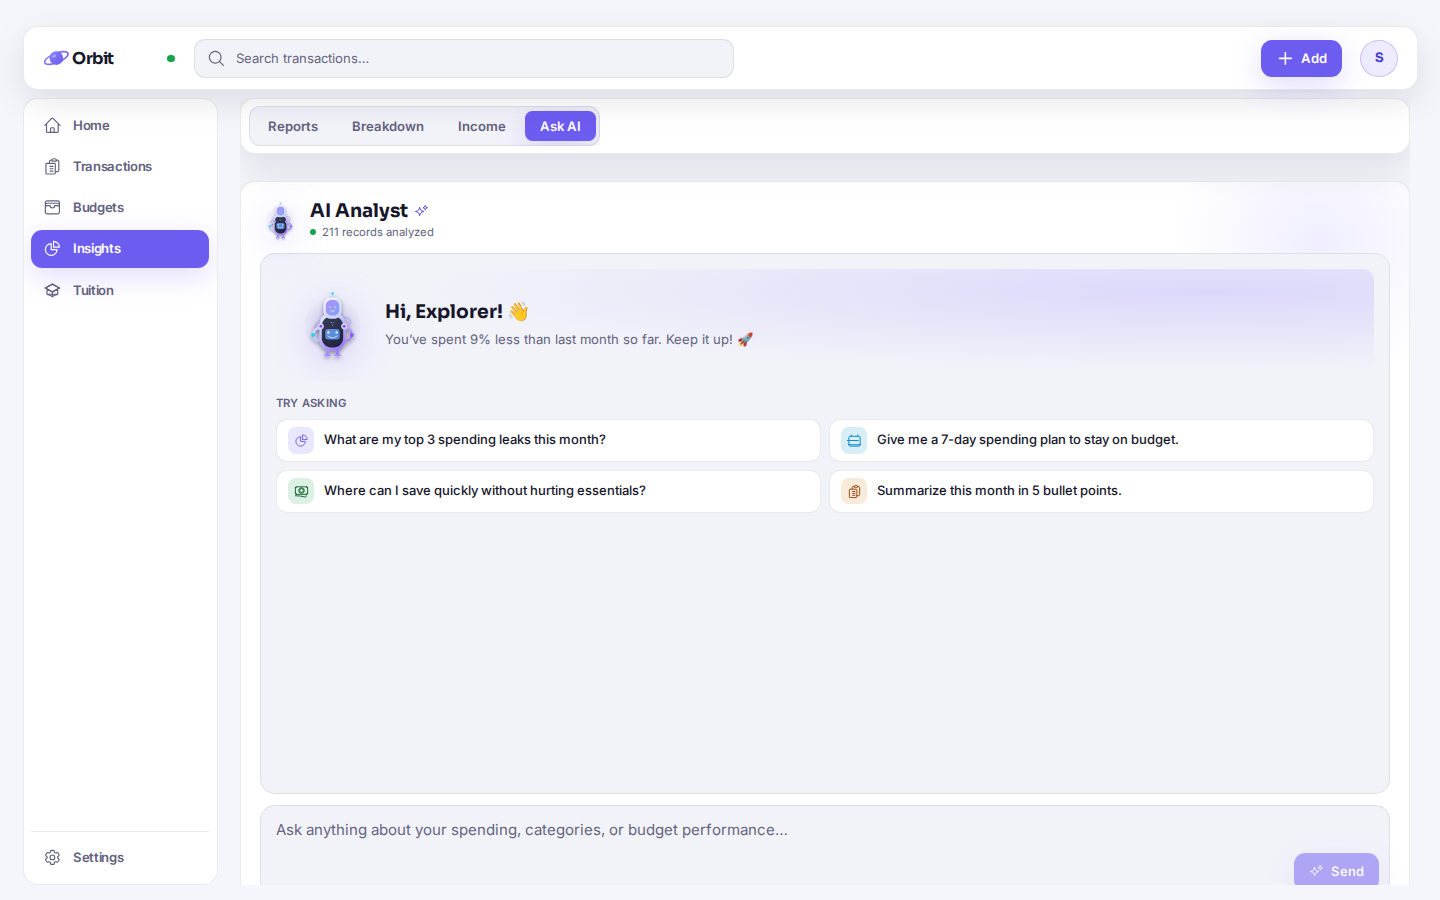 Orbit
Search transactions...
Add
S
Home
Transactions
Budgets
Insights
Tuition
Settings
Reports
Breakdown
Income
Ask AI
AI Analyst
211 records analyzed
Hi, Explorer! 👋
You've spent 9% less than last month so far. Keep it up! 🚀
TRY ASKING
What are my top 3 spending leaks this month?
Give me a 7-day spending plan to stay on budget.
Where can I save quickly without hurting essentials?
Summarize this month in 5 bullet points.
Ask anything about your spending, categories, or budget performance...
Send